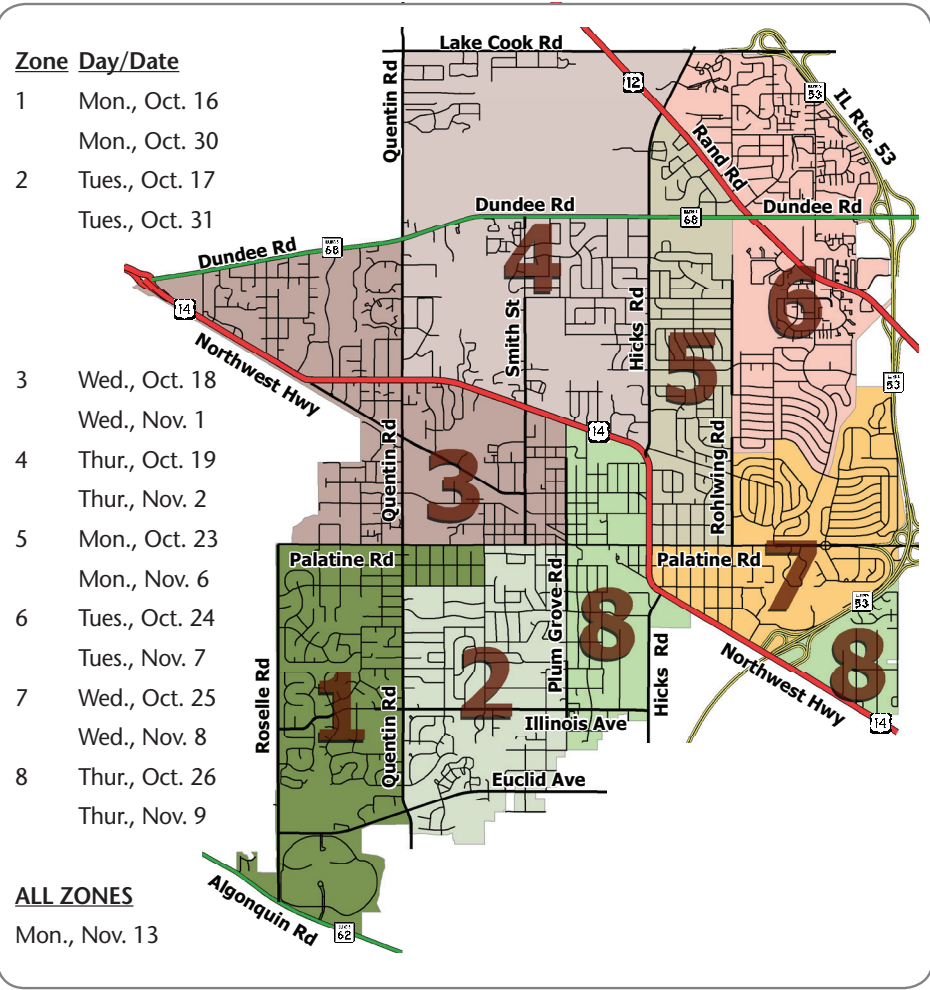 Zone Day/Date
1 Mon., Oct. 16
Mon., Oct. 30
2 Tues., Oct. 17
Tues., Oct. 31
3 Wed., Oct. 18
Wed., Nov. 1
4 Thur., Oct. 19
Thur., Nov. 2
5 Mon., Oct. 23
Mon., Nov. 6
6 Tues., Oct. 24
Tues., Nov. 7
7 Wed., Oct. 25
Wed., Nov. 8
8 Thur., Oct. 26
Thur., Nov. 9
ALL ZONES
Mon., Nov. 13
Lake Cook Rd
Quentin Rd
12
53
IL Rte. 53
Rand Rd
Dundee Rd
68
Dundee Rd
Dundee Rd
68
4
14
Northwest Hwy
Smith St
Hicks Rd
5
6
53
14
Quentin Rd
3
Rohlwing Rd
Palatine Rd
Palatine Rd
7
Plum Grove Rd
8
53
8
Hicks Rd
Northwest Hwy
14
Roselle Rd
1
Quentin Rd
2
Illinois Ave
Euclid Ave
Algonquin Rd
62